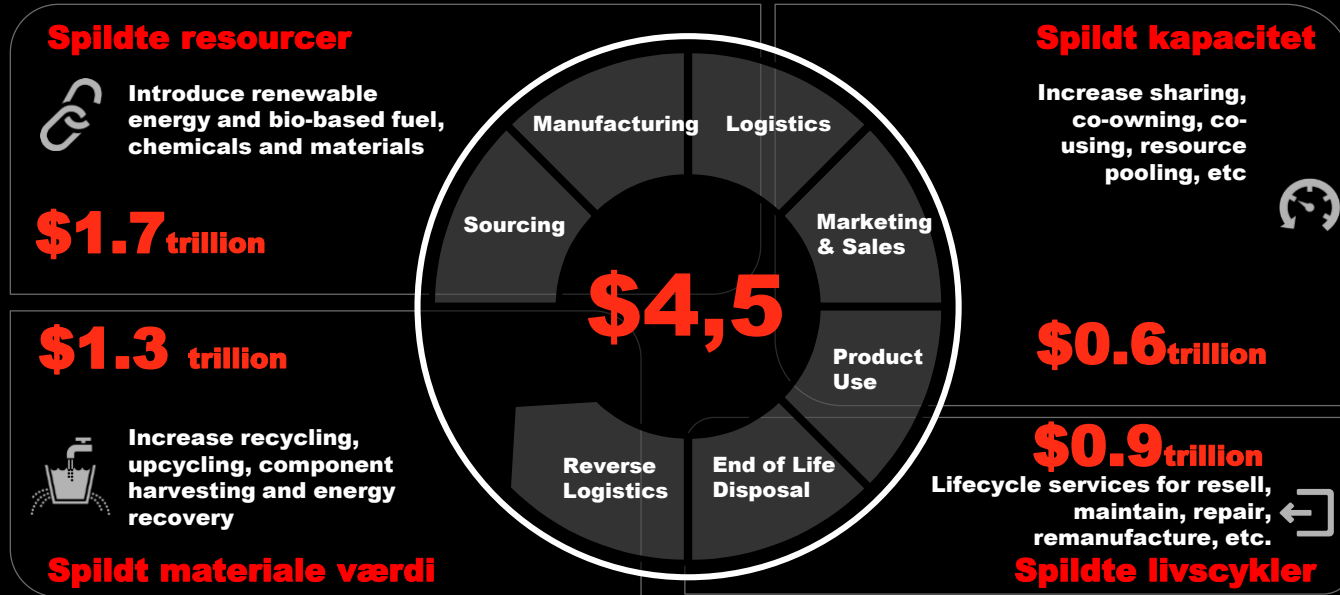 Spildte resourcer
Introduce renewable
energy and bio-based fuel,
chemicals and materials
$1.7 trillion
Spildt kapacitet
Increase sharing,
co-owning, co-
using, resource
pooling, etc
$0.6trillion
Manufacturing
Logistics
Sourcing
Marketing
& Sales
$4,5
Product
Use
Reverse
Logistics
End of Life
Disposal
$1.3 trillion
Increase recycling,
upcycling, component
harvesting and energy
recovery
Spildt materiale værdi
$0.9trillion
Lifecycle services for resell,
maintain, repair,
remanufacture, etc.
Spildte livscykler